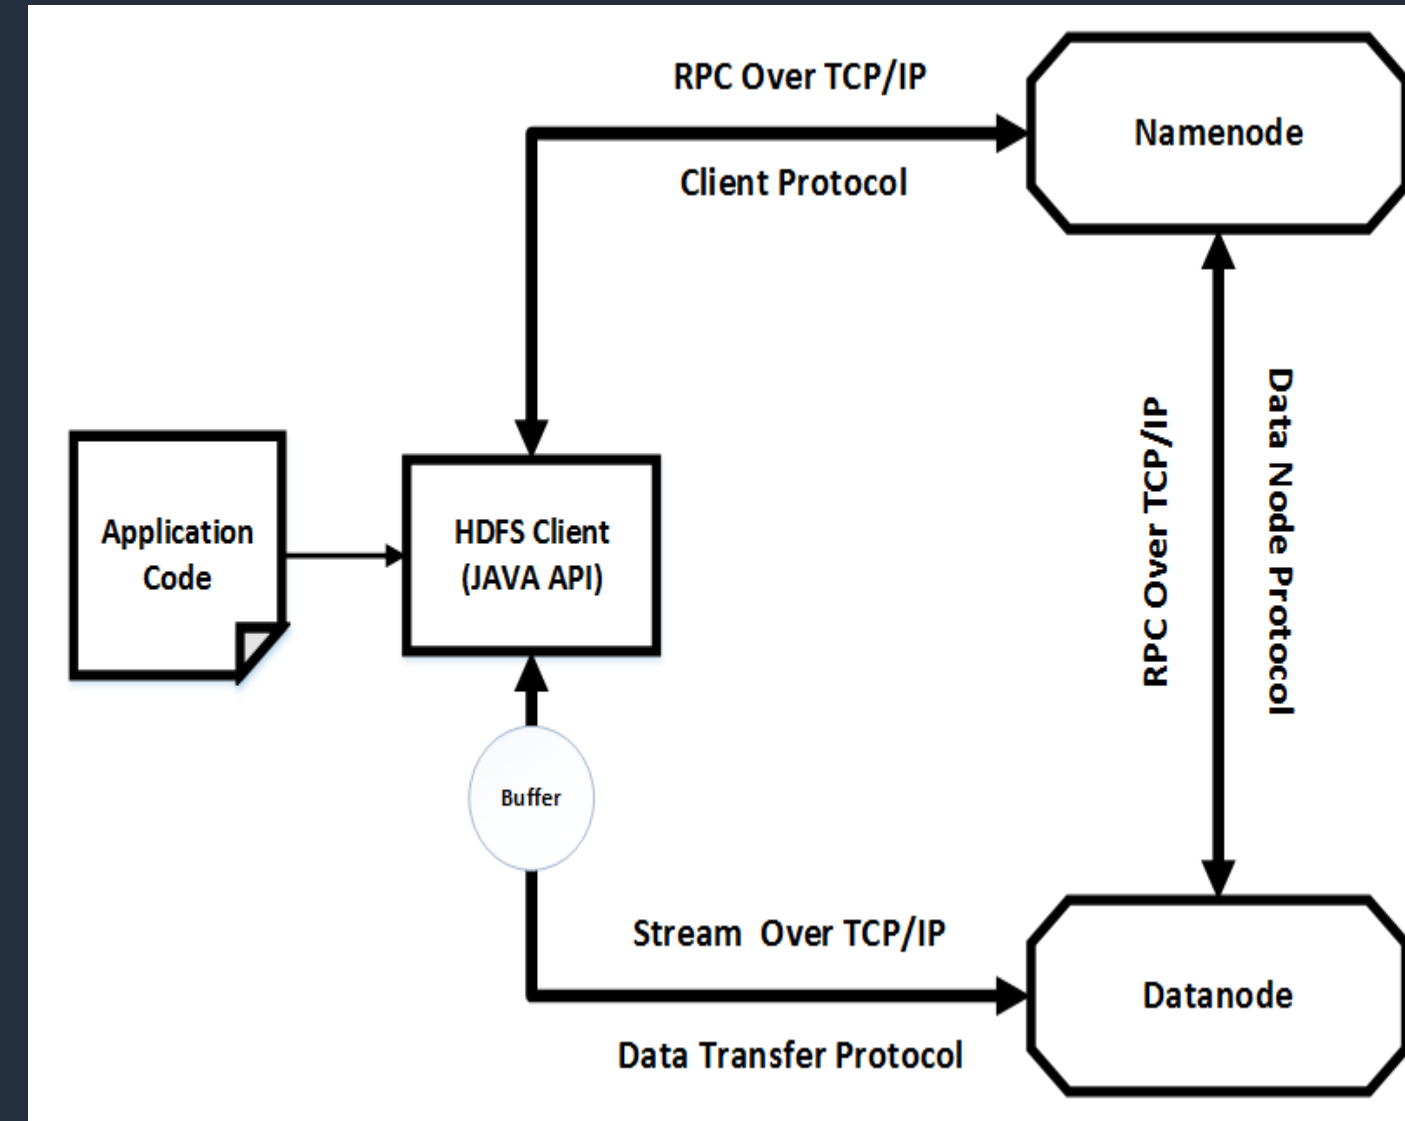 RPC Over TCP/IP
Client Protocol
Namenode
Application
Code
HDFS Client
(JAVA API)
RPC Over TCP/IP
Data Node Protocol
Buffer
Stream  Over TCP/IP
Data Transfer Protocol
Datanode